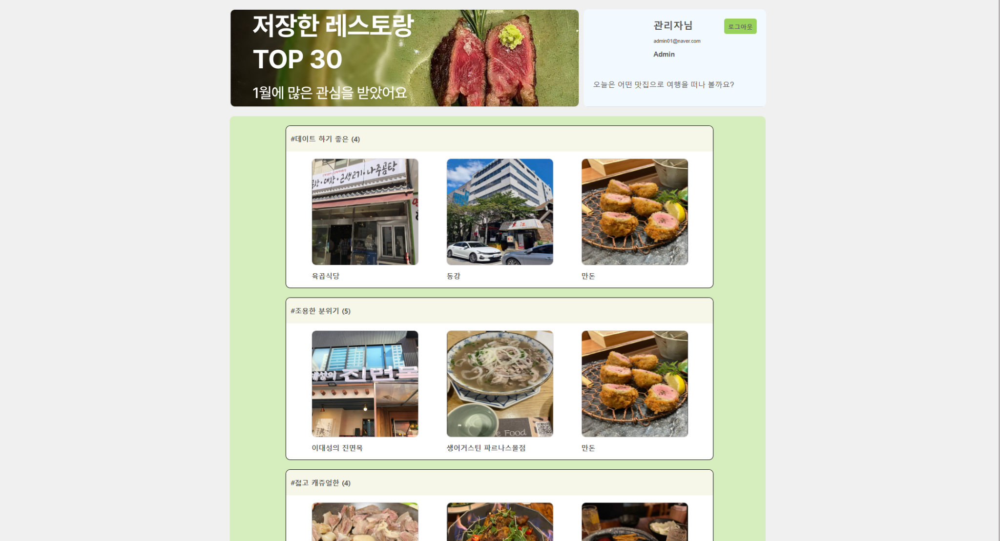 저장한 레스토랑
TOP 30
1월에 많은 관심을 받았어요
관리자님
로그아웃
admin01@naver.com
Admin
오늘은 어떤 맛집으로 여행을 떠나 볼까요?
#데이트 하기 좋은 (4)
대창·근생고기·나주곰탕
육곱식당
東江
동강
만돈
#조용한 분위기 (5)
대성의 진면목
이대성의 진면목
e Food
생어거스틴 파르나스몰점
만돈
#젊고 캐쥬얼한 (4)